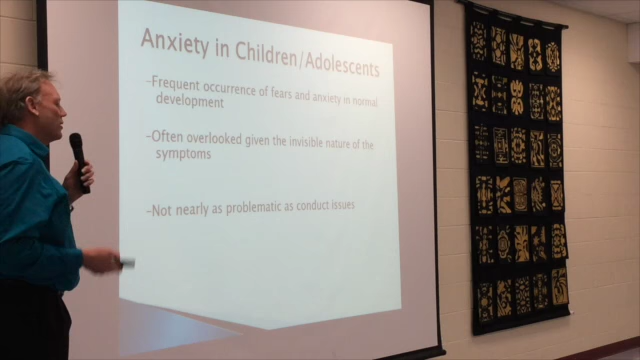 Anxiety in Children/Adolescents
–Frequent occurrence of fears and anxiety in normal
development
–Often overlooked given the invisible nature of the
symptoms
–Not nearly as problematic as conduct issues